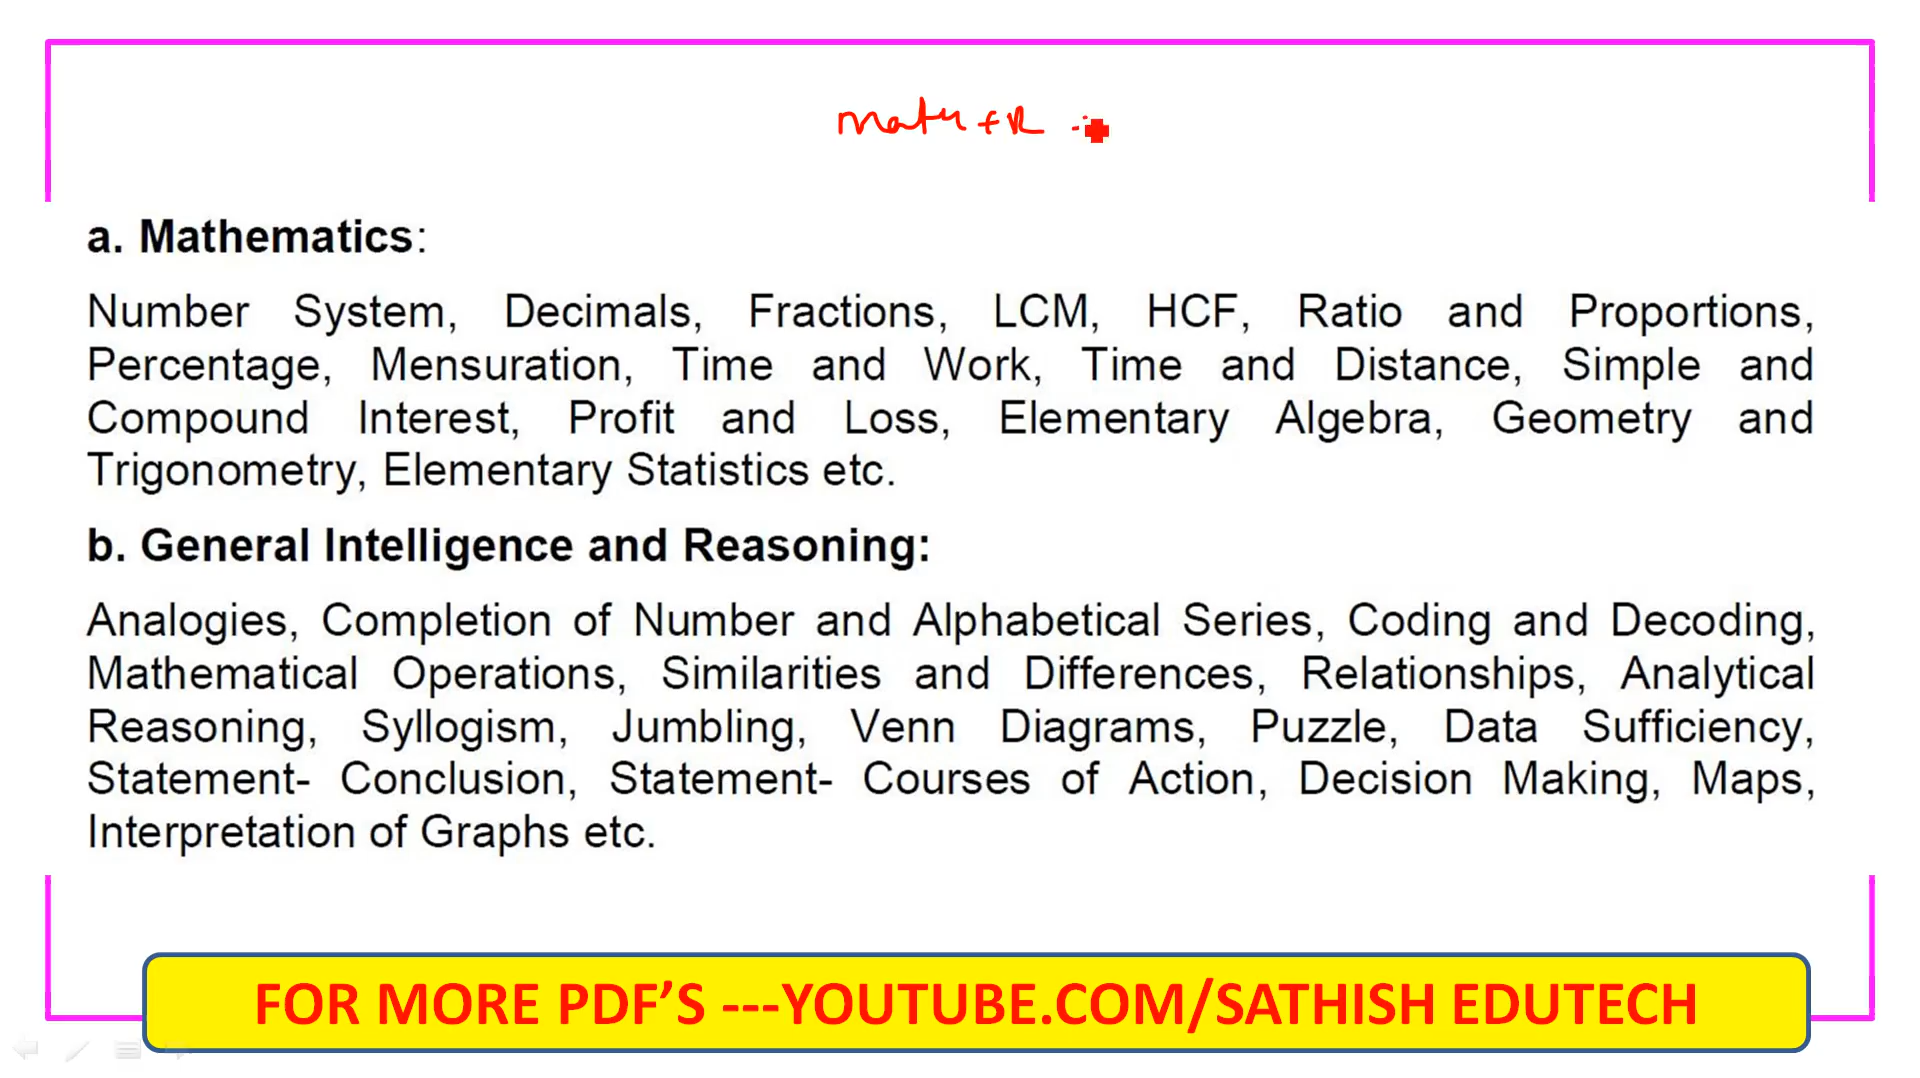 math + R
a. Mathematics:
Number System, Decimals, Fractions, LCM, HCF, Ratio and Proportions,
Percentage, Mensuration, Time and Work, Time and Distance, Simple and
Compound Interest, Profit and Loss, Elementary Algebra, Geometry and
Trigonometry, Elementary Statistics etc.
b. General Intelligence and Reasoning:
Analogies, Completion of Number and Alphabetical Series, Coding and Decoding,
Mathematical Operations, Similarities and Differences, Relationships, Analytical
Reasoning, Syllogism, Jumbling, Venn Diagrams, Puzzle, Data Sufficiency,
Statement- Conclusion, Statement- Courses of Action, Decision Making, Maps,
Interpretation of Graphs etc.
FOR MORE PDF’S ---YOUTUBE.COM/SATHISH EDUTECH